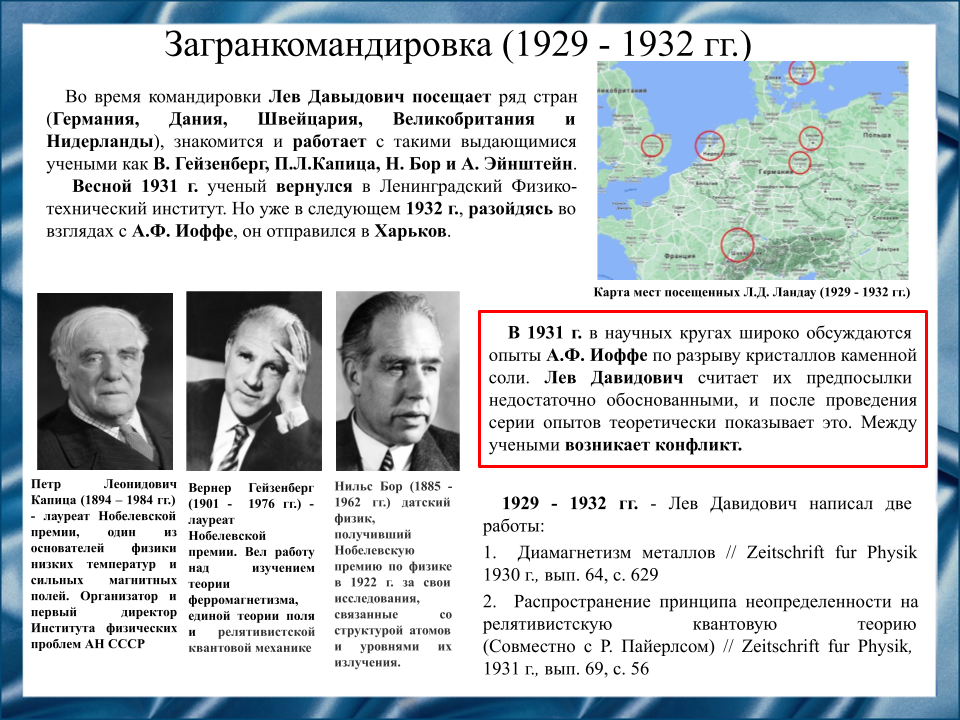 Загранкомандировка (1929 - 1932 гг.)
Во время командировки Лев Давыдович посещает ряд стран
(Германия, Дания, Швейцария, Великобритания и
Нидерланды), знакомится и работает с такими выдающимися
учеными как В. Гейзенберг, П.Л.Капица, Н. Бор и А. Эйнштейн.
Весной 1931 г. ученый вернулся в Ленинградский Физико-
технический институт. Но уже в следующем 1932 г., разойдясь во
взглядах с А.Ф. Иоффе, он отправился в Харьков.
Дания
Польша
Германия
Бельгия
Франция
Карта мест посещенных Л.Д. Ландау (1929 - 1932 гг.)
В 1931 г. в научных кругах широко обсуждаются
опыты А.Ф. Иоффе по разрыву кристаллов каменной
соли. Лев Давидович считает их предпосылки
недостаточно обоснованными, и после проведения
серии опытов теоретически показывает это. Между
учеными возникает конфликт.
Петр Леонидович
Капица (1894 – 1984 гг.)
- лауреат Нобелевской
премии, один из
основателей физики
низких температур и
сильных магнитных
полей. Организатор и
первый директор
Института физических
проблем АН СССР
Вернер Гейзенберг
(1901 - 1976 гг.) -
лауреат
Нобелевской
премии. Вел работу
над изучением
теории
ферромагнетизма,
единой теории поля
и релятивистской
квантовой механике
Нильс Бор (1885 -
1962 гг.) датский
физик,
получивший
Нобелевскую
премию по физике
в 1922 г. за свои
исследования,
связанные со
структурой атомов
и уровнями их
излучения.
1929 - 1932 гг. - Лев Давидович написал две
работы:
1. Диамагнетизм металлов // Zeitschrift fur Physik
1930 г., вып. 64, с. 629
2. Распространение принципа неопределенности на
релятивистскую квантовую теорию
(Совместно с Р. Пайерлсом) // Zeitschrift fur Physik,
1931 г., вып. 69, с. 56